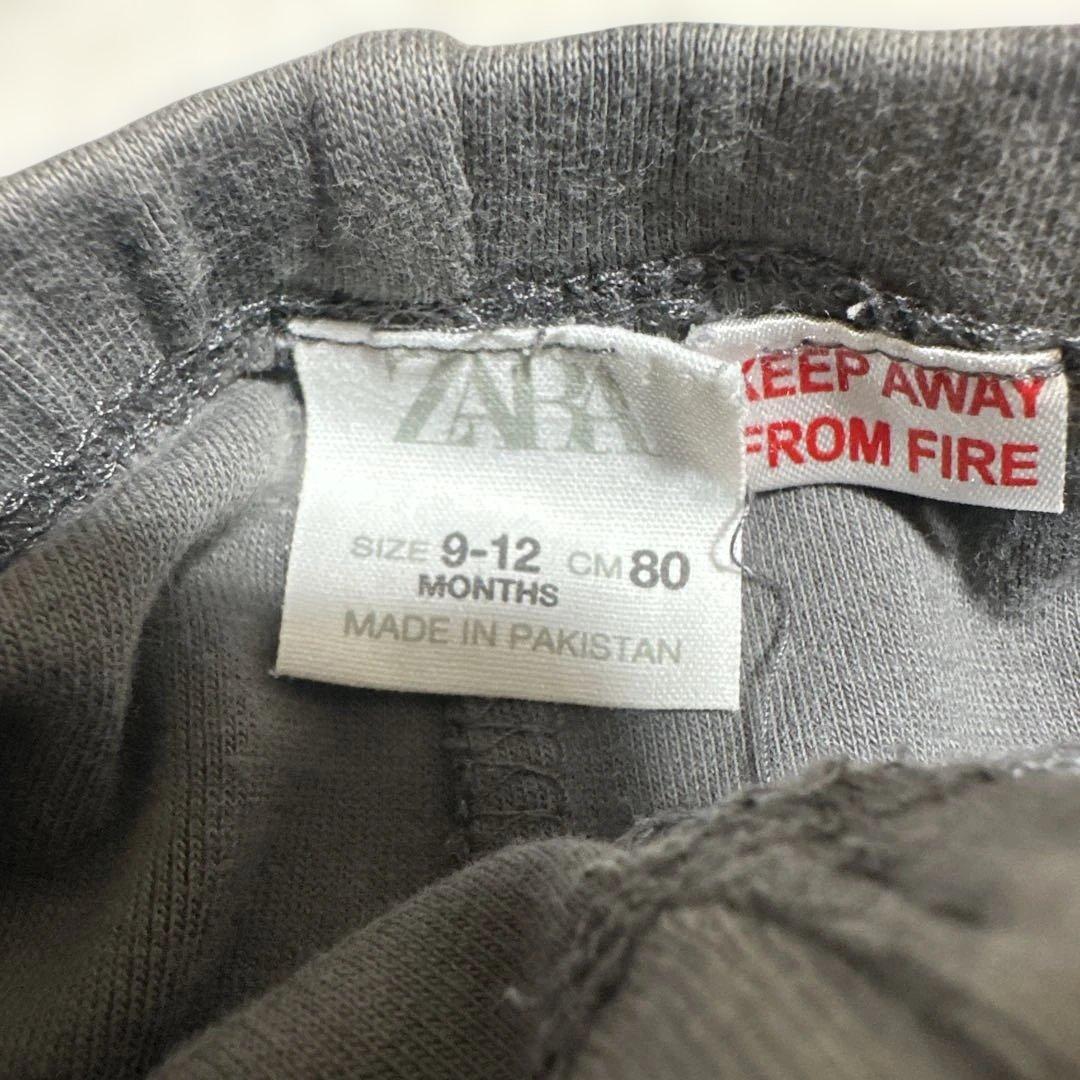 ZARA
SIZE 9-12 CM 80
MONTHS
MADE IN PAKISTAN
KEEP AWAY
FROM FIRE